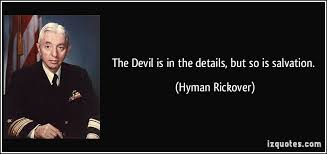 The Devil is in the details, but so is salvation.
(Hyman Rickover)
izquotes.com